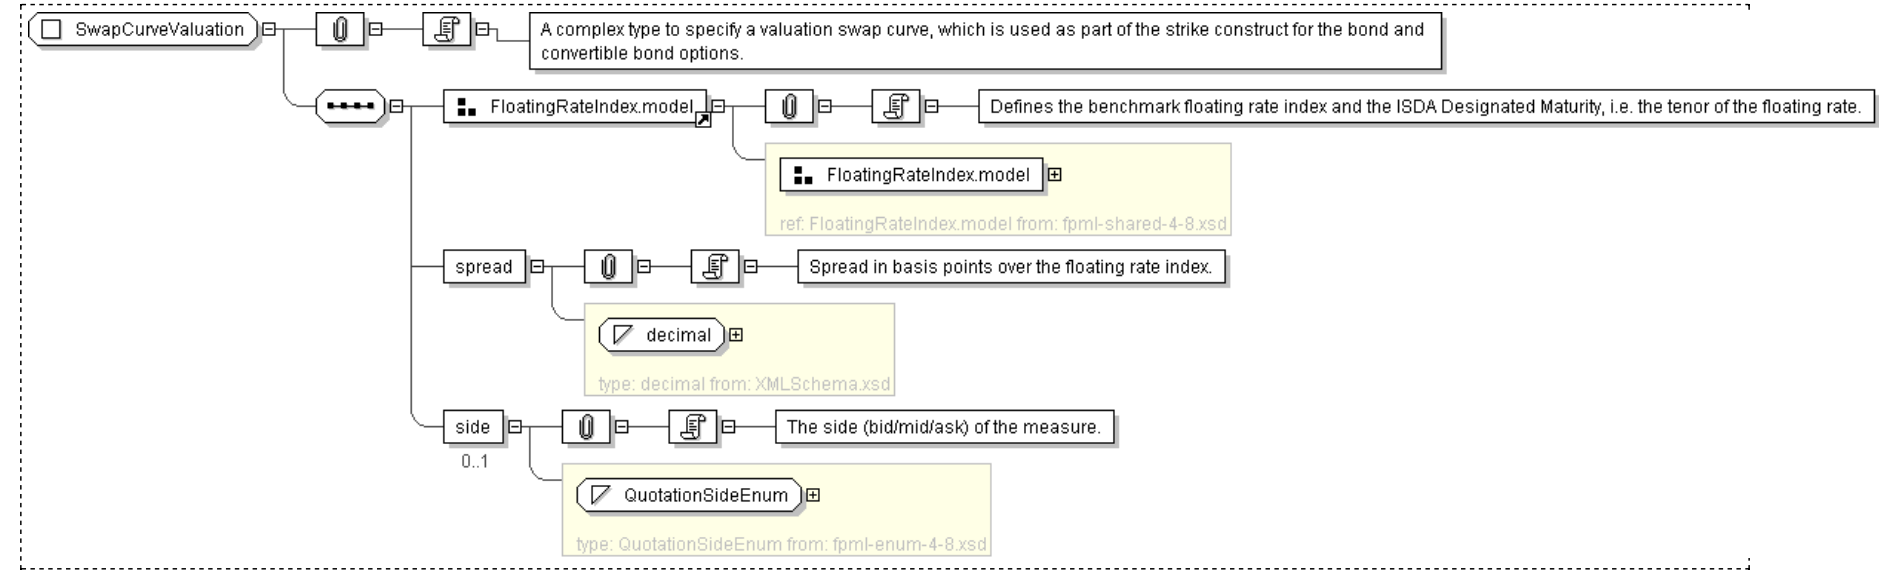 SwapCurveValuation
A complex type to specify a valuation swap curve, which is used as part of the strike construct for the bond and
convertible bond options.
FloatingRateIndex.model
Defines the benchmark floating rate index and the ISDA Designated Maturity, i.e. the tenor of the floating rate.
FloatingRateIndex.model
ref: FloatingRateIndex.model from: fpml-shared-4-8.xsd
spread
Spread in basis points over the floating rate index.
decimal
type: decimal from: XMLSchema.xsd
side
The side (bid/mid/ask) of the measure.
0..1
QuotationSideEnum
type: QuotationSideEnum from: fpml-enum-4-8.xsd